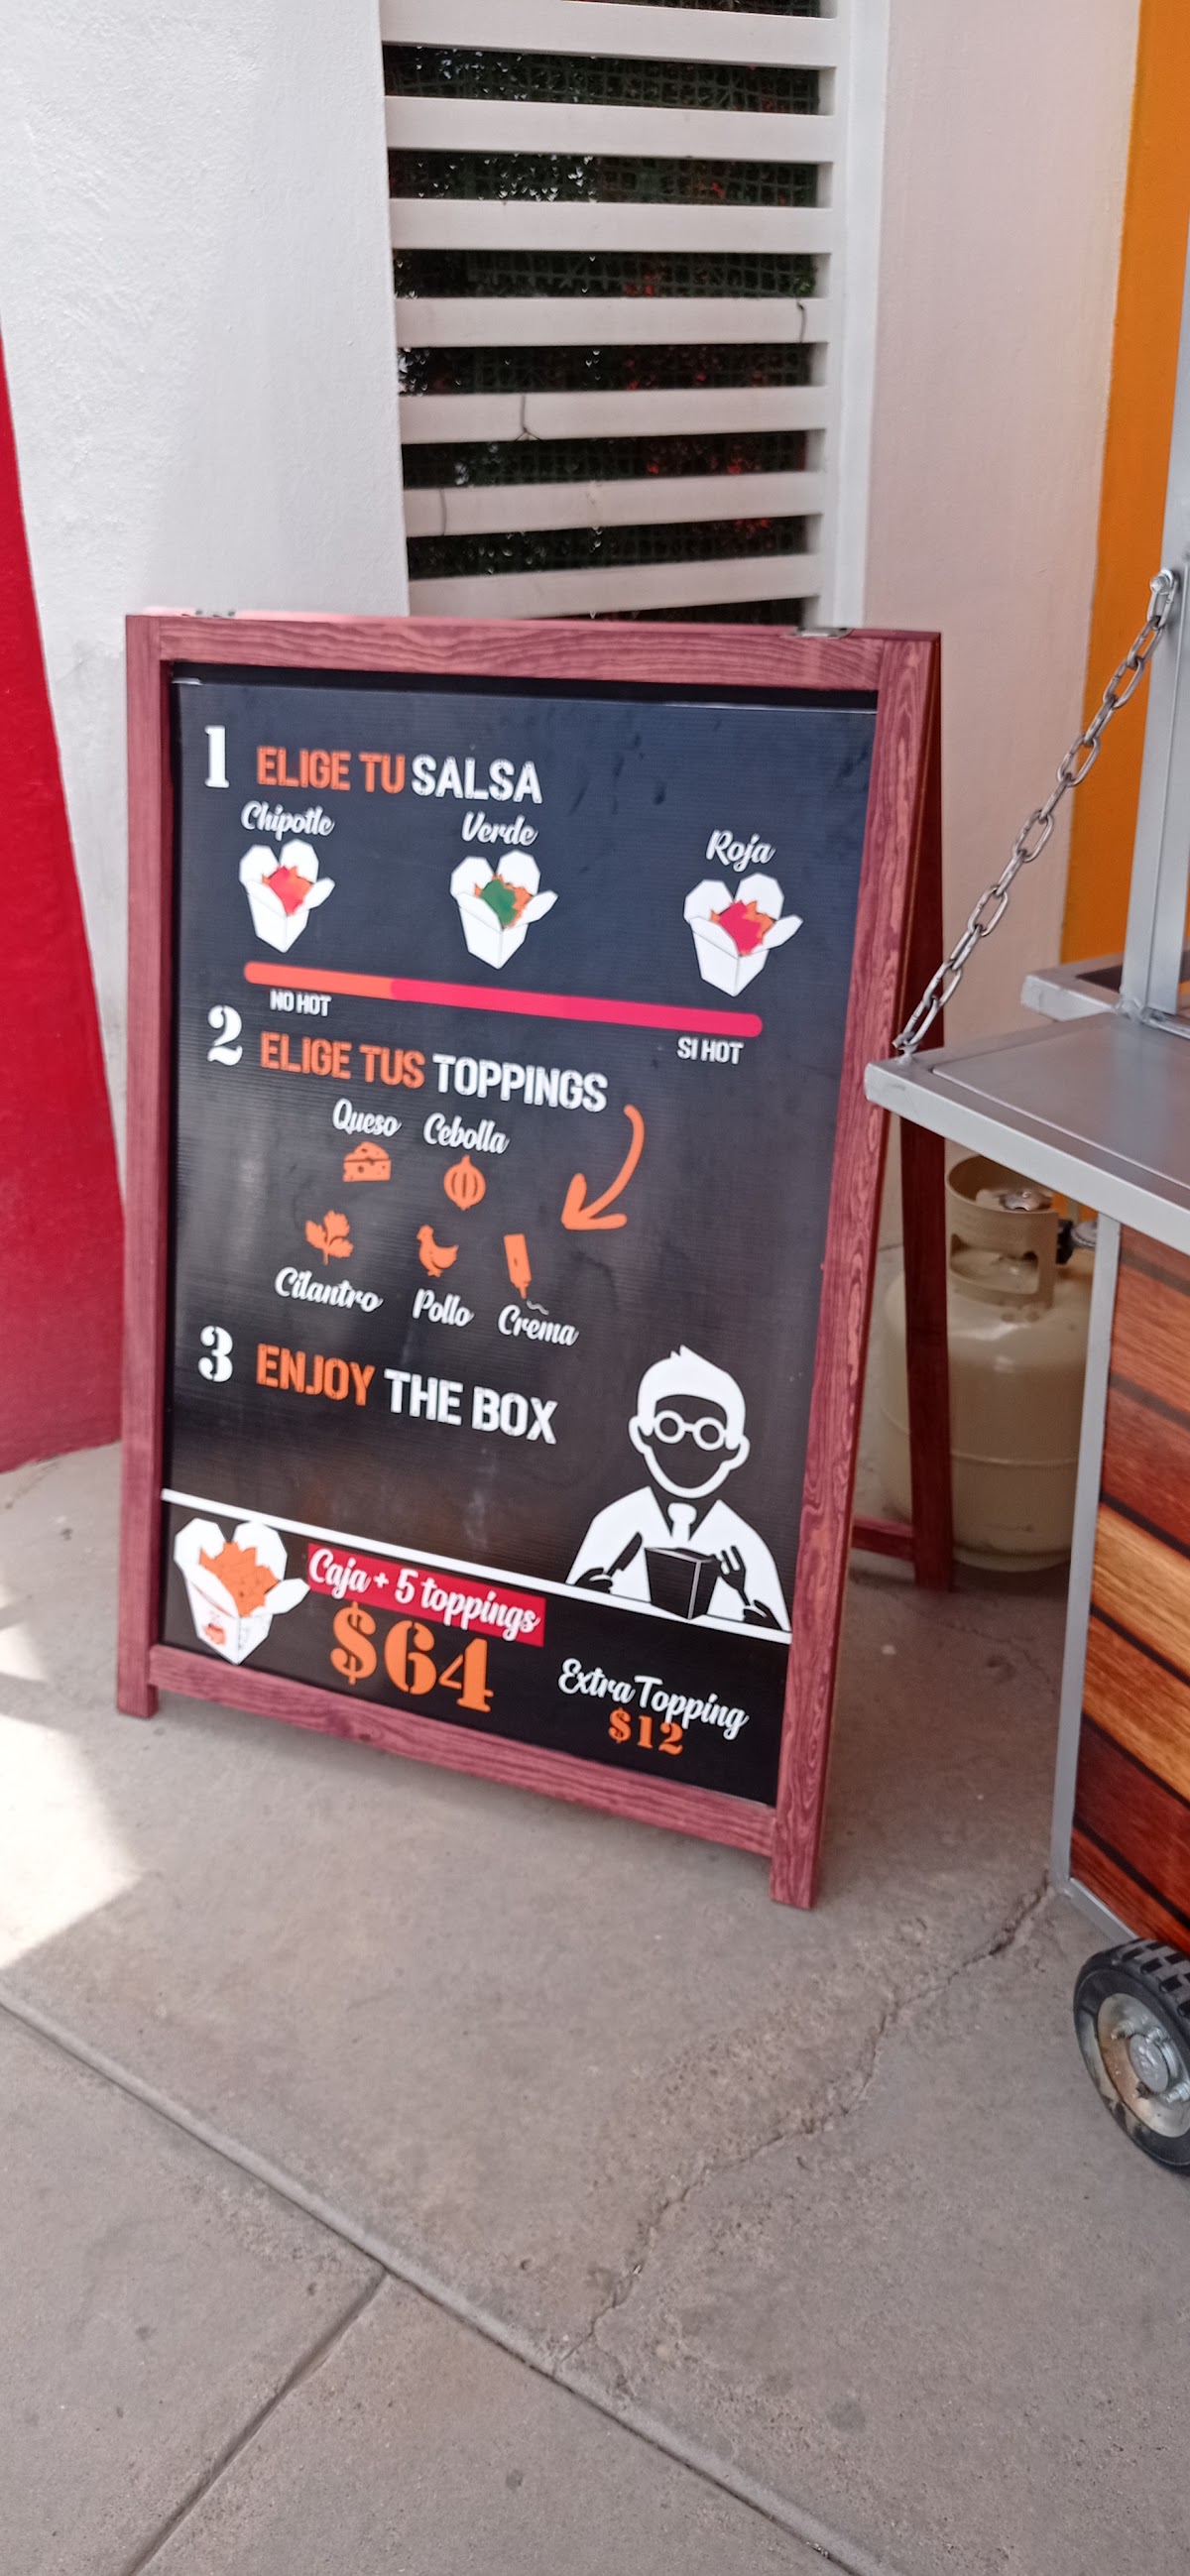 1 ELIGE TU SALSA
Chipotle Verde Roja
NO HOT SI HOT
2 ELIGE TUS TOPPINGS
Queso Cebolla
Cilantro Pollo Crema
3 ENJOY THE BOX
Caja + 5 toppings
$64
Extra Topping
$12